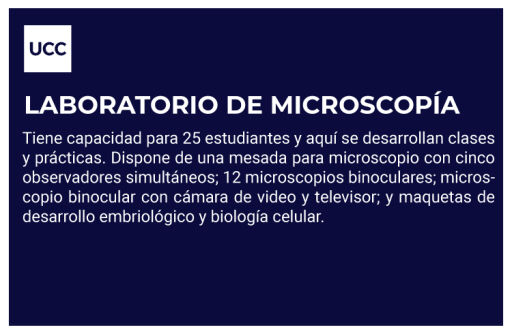 UCC
LABORATORIO DE MICROSCOPÍA
Tiene capacidad para 25 estudiantes y aquí se desarrollan clases
y prácticas. Dispone de una mesada para microscopio con cinco
observadores simultáneos; 12 microscopios binoculares; micros-
copio binocular con cámara de video y televisor; y maquetas de
desarrollo embriológico y biología celular.